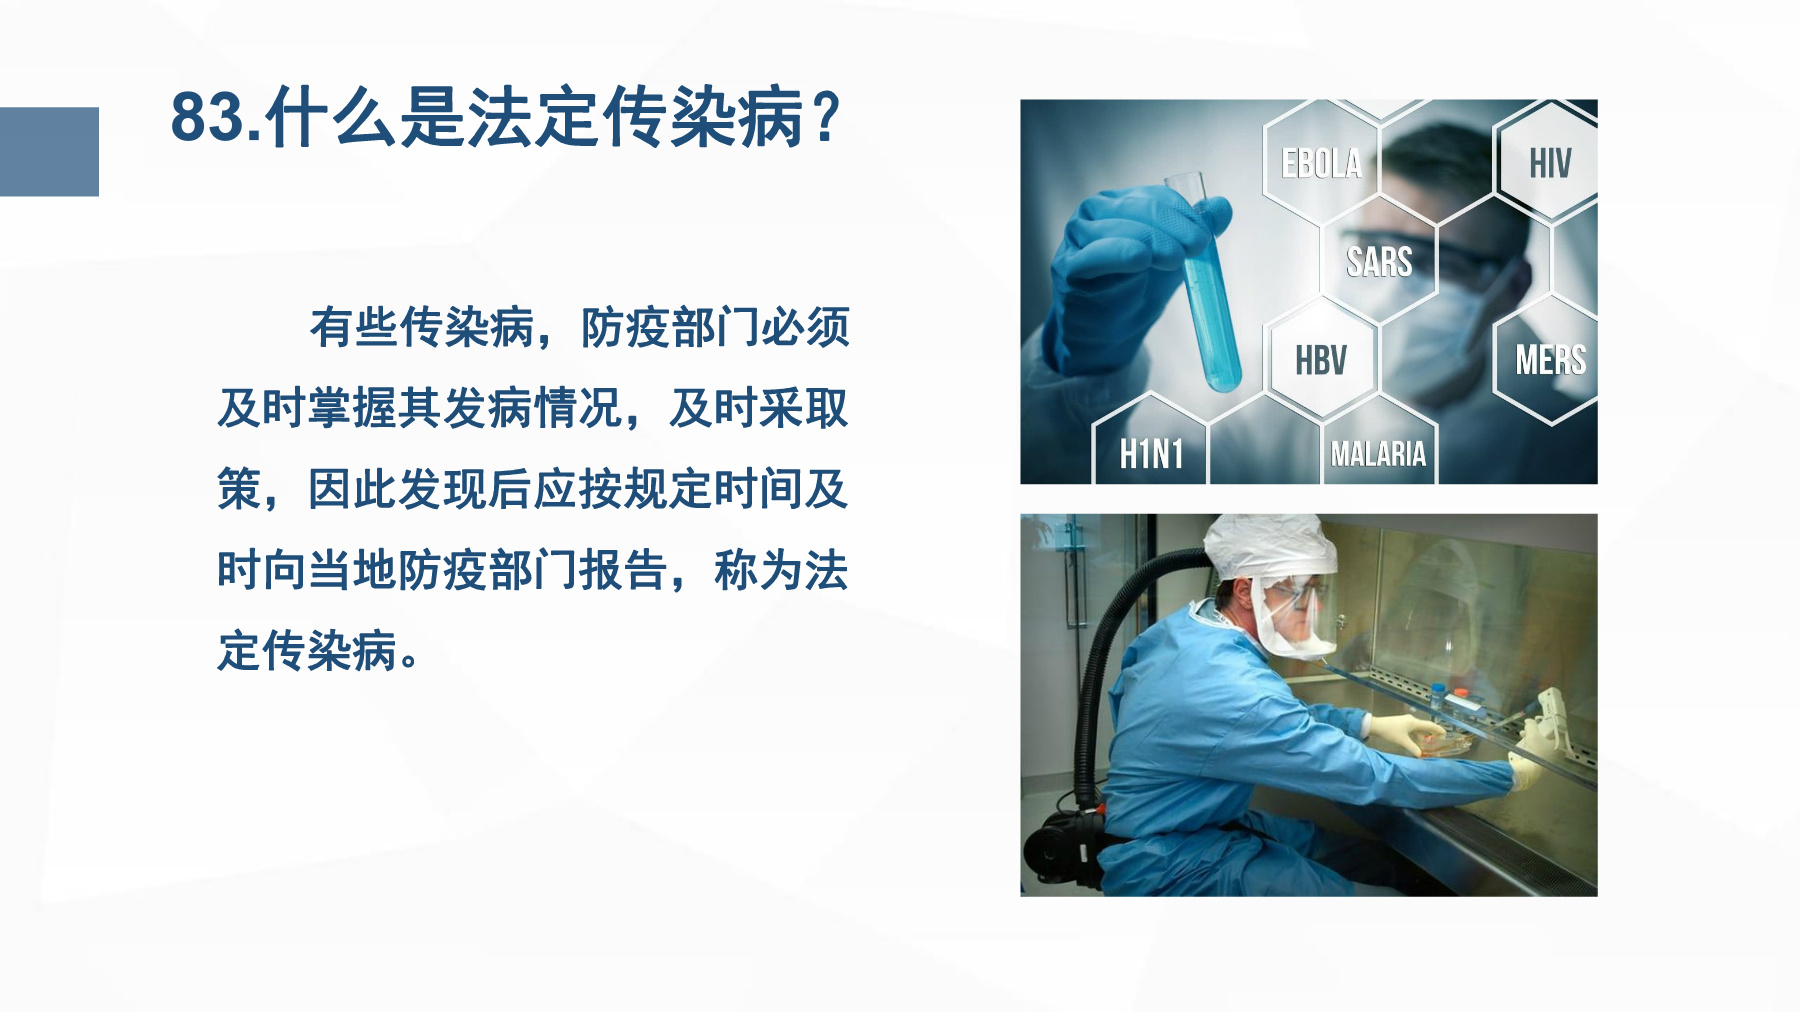 83.什么是法定传染病？
有些传染病，防疫部门必须
及时掌握其发病情况，及时采取
策，因此发现后应按规定时间及
时向当地防疫部门报告，称为法
定传染病。
EBOLA
HIV
SARS
HBV
MERS
H1N1
MALARIA